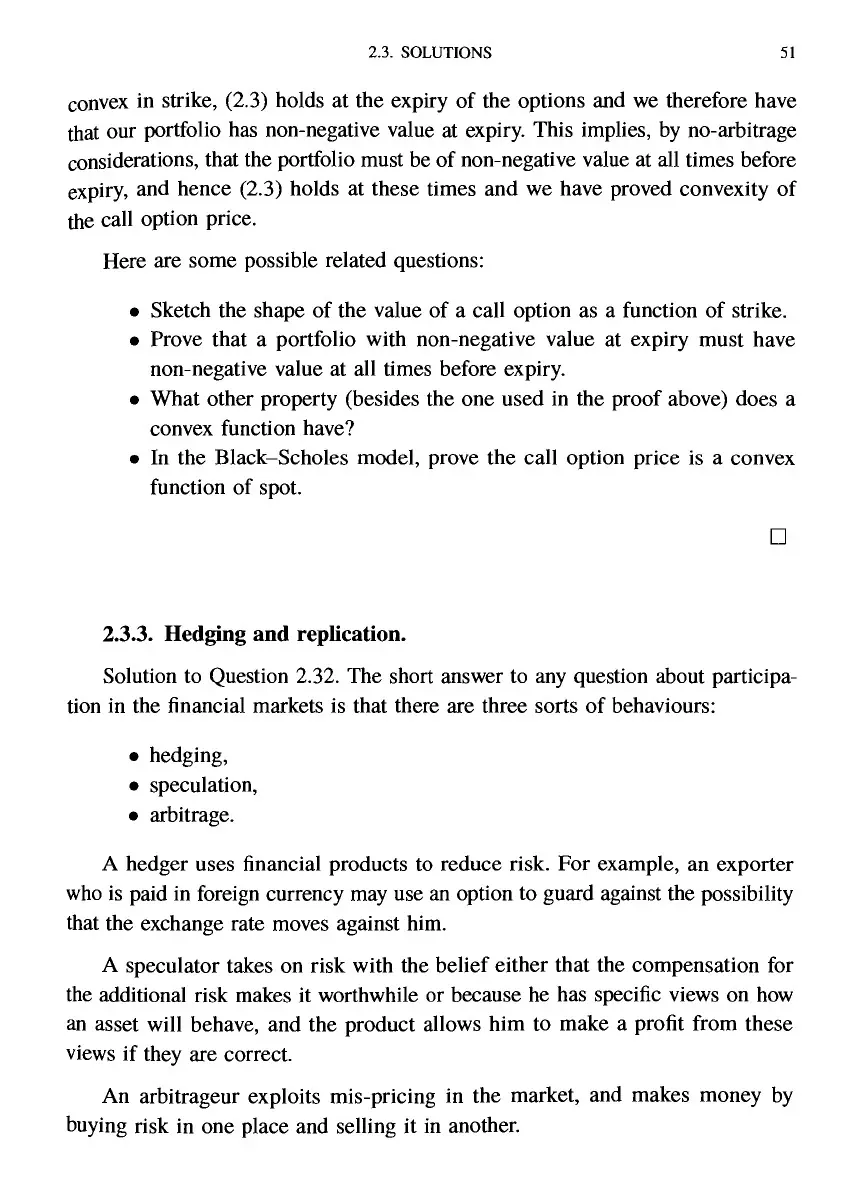 2.3. SOLUTIONS 51
convex in strike, (2.3) holds at the expiry of the options and we therefore have
that our portfolio has non-negative value at expiry. This implies, by no-arbitrage
considerations, that the portfolio must be of non-negative value at all times before
expiry, and hence (2.3) holds at these times and we have proved convexity of
the call option price.
Here are some possible related questions:
• Sketch the shape of the value of a call option as a function of strike.
• Prove that a portfolio with non-negative value at expiry must have
non-negative value at all times before expiry.
• What other property (besides the one used in the proof above) does a
convex function have?
• In the Black–Scholes model, prove the call option price is a convex
function of spot.
□
2.3.3. Hedging and replication.
Solution to Question 2.32. The short answer to any question about participa-
tion in the financial markets is that there are three sorts of behaviours:
• hedging,
• speculation,
• arbitrage.
A hedger uses financial products to reduce risk. For example, an exporter
who is paid in foreign currency may use an option to guard against the possibility
that the exchange rate moves against him.
A speculator takes on risk with the belief either that the compensation for
the additional risk makes it worthwhile or because he has specific views on how
an asset will behave, and the product allows him to make a profit from these
views if they are correct.
An arbitrageur exploits mis-pricing in the market, and makes money by
buying risk in one place and selling it in another.